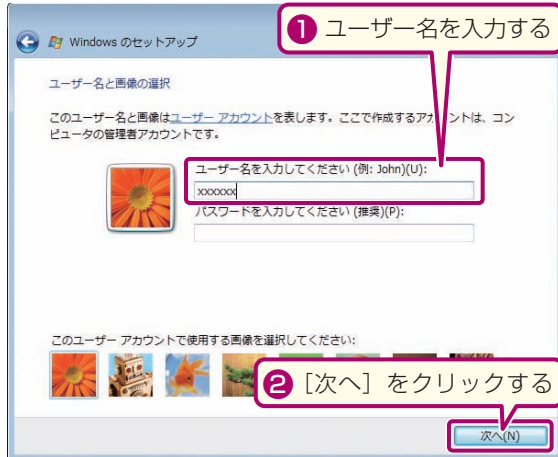 ❶ ユーザー名を入力する
Windows のセットアップ
ユーザー名と画像の選択
このユーザー名と画像はユーザー アカウントを表します。ここで作成するアカウントは、コン
ピュータの管理者アカウントです。
ユーザー名を入力してください (例: John)(U):
xxxxxx
パスワードを入力してください (推奨)(P):
このユーザー アカウントで使用する画像を選択してください:
❷ [次へ] をクリックする
次へ(N)